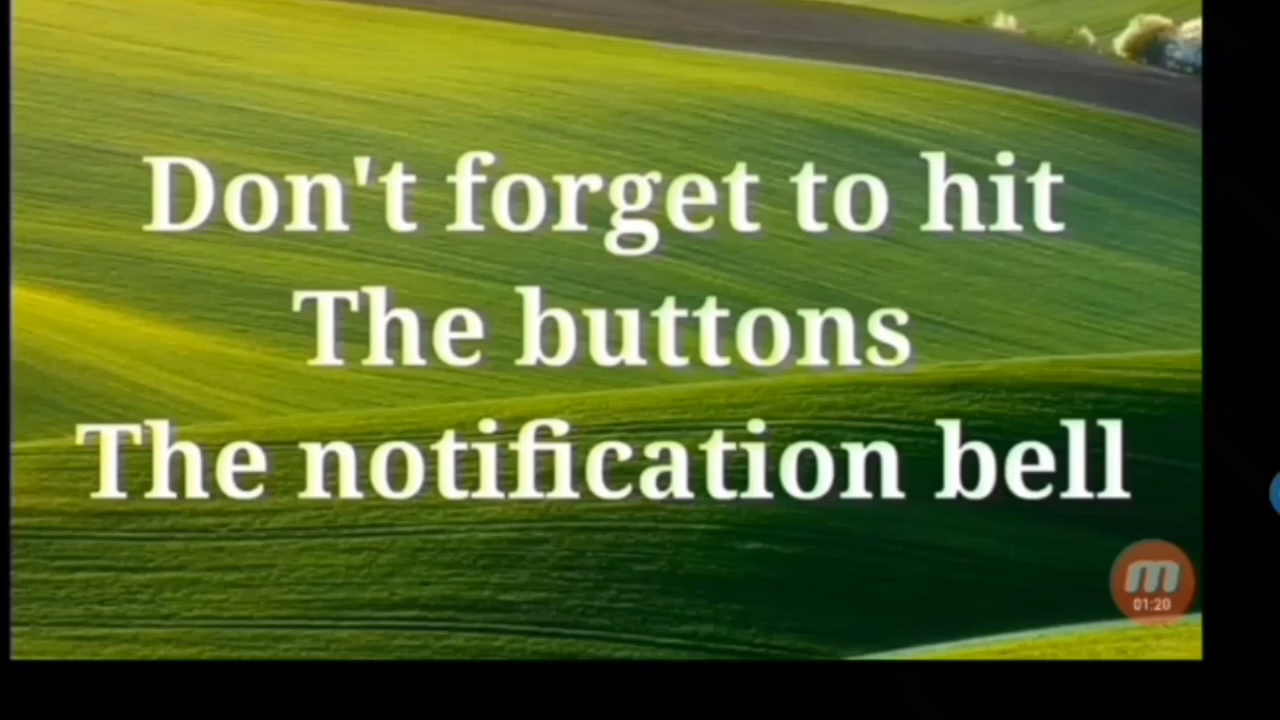 Don't forget to hit
The buttons
The notification bell
m
01:20